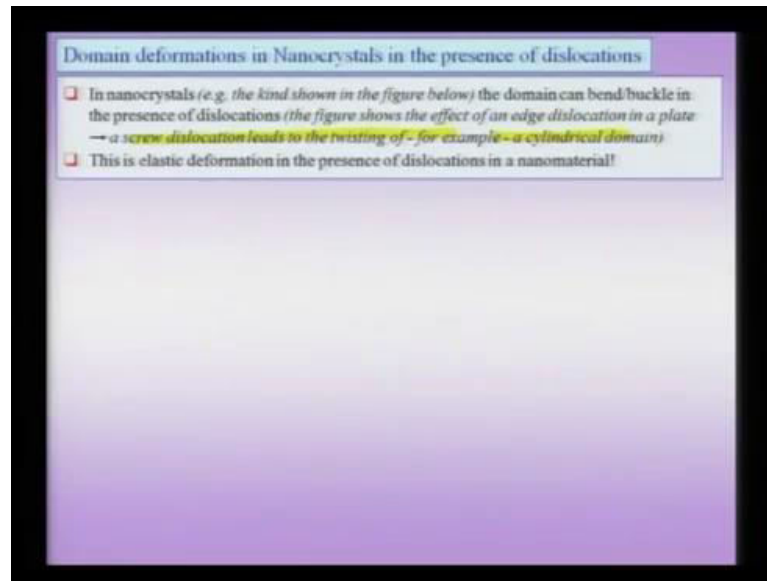 Domain deformations in Nanocrystals in the presence of dislocations
In nanocrystals (e.g. the kind shown in the figure below) the domain can bend/buckle in
the presence of dislocations (the figure shows the effect of an edge dislocation in a plate
→ a screw dislocation leads to the twisting of - for example - a cylindrical domain)
This is elastic deformation in the presence of dislocations in a nanomaterial!